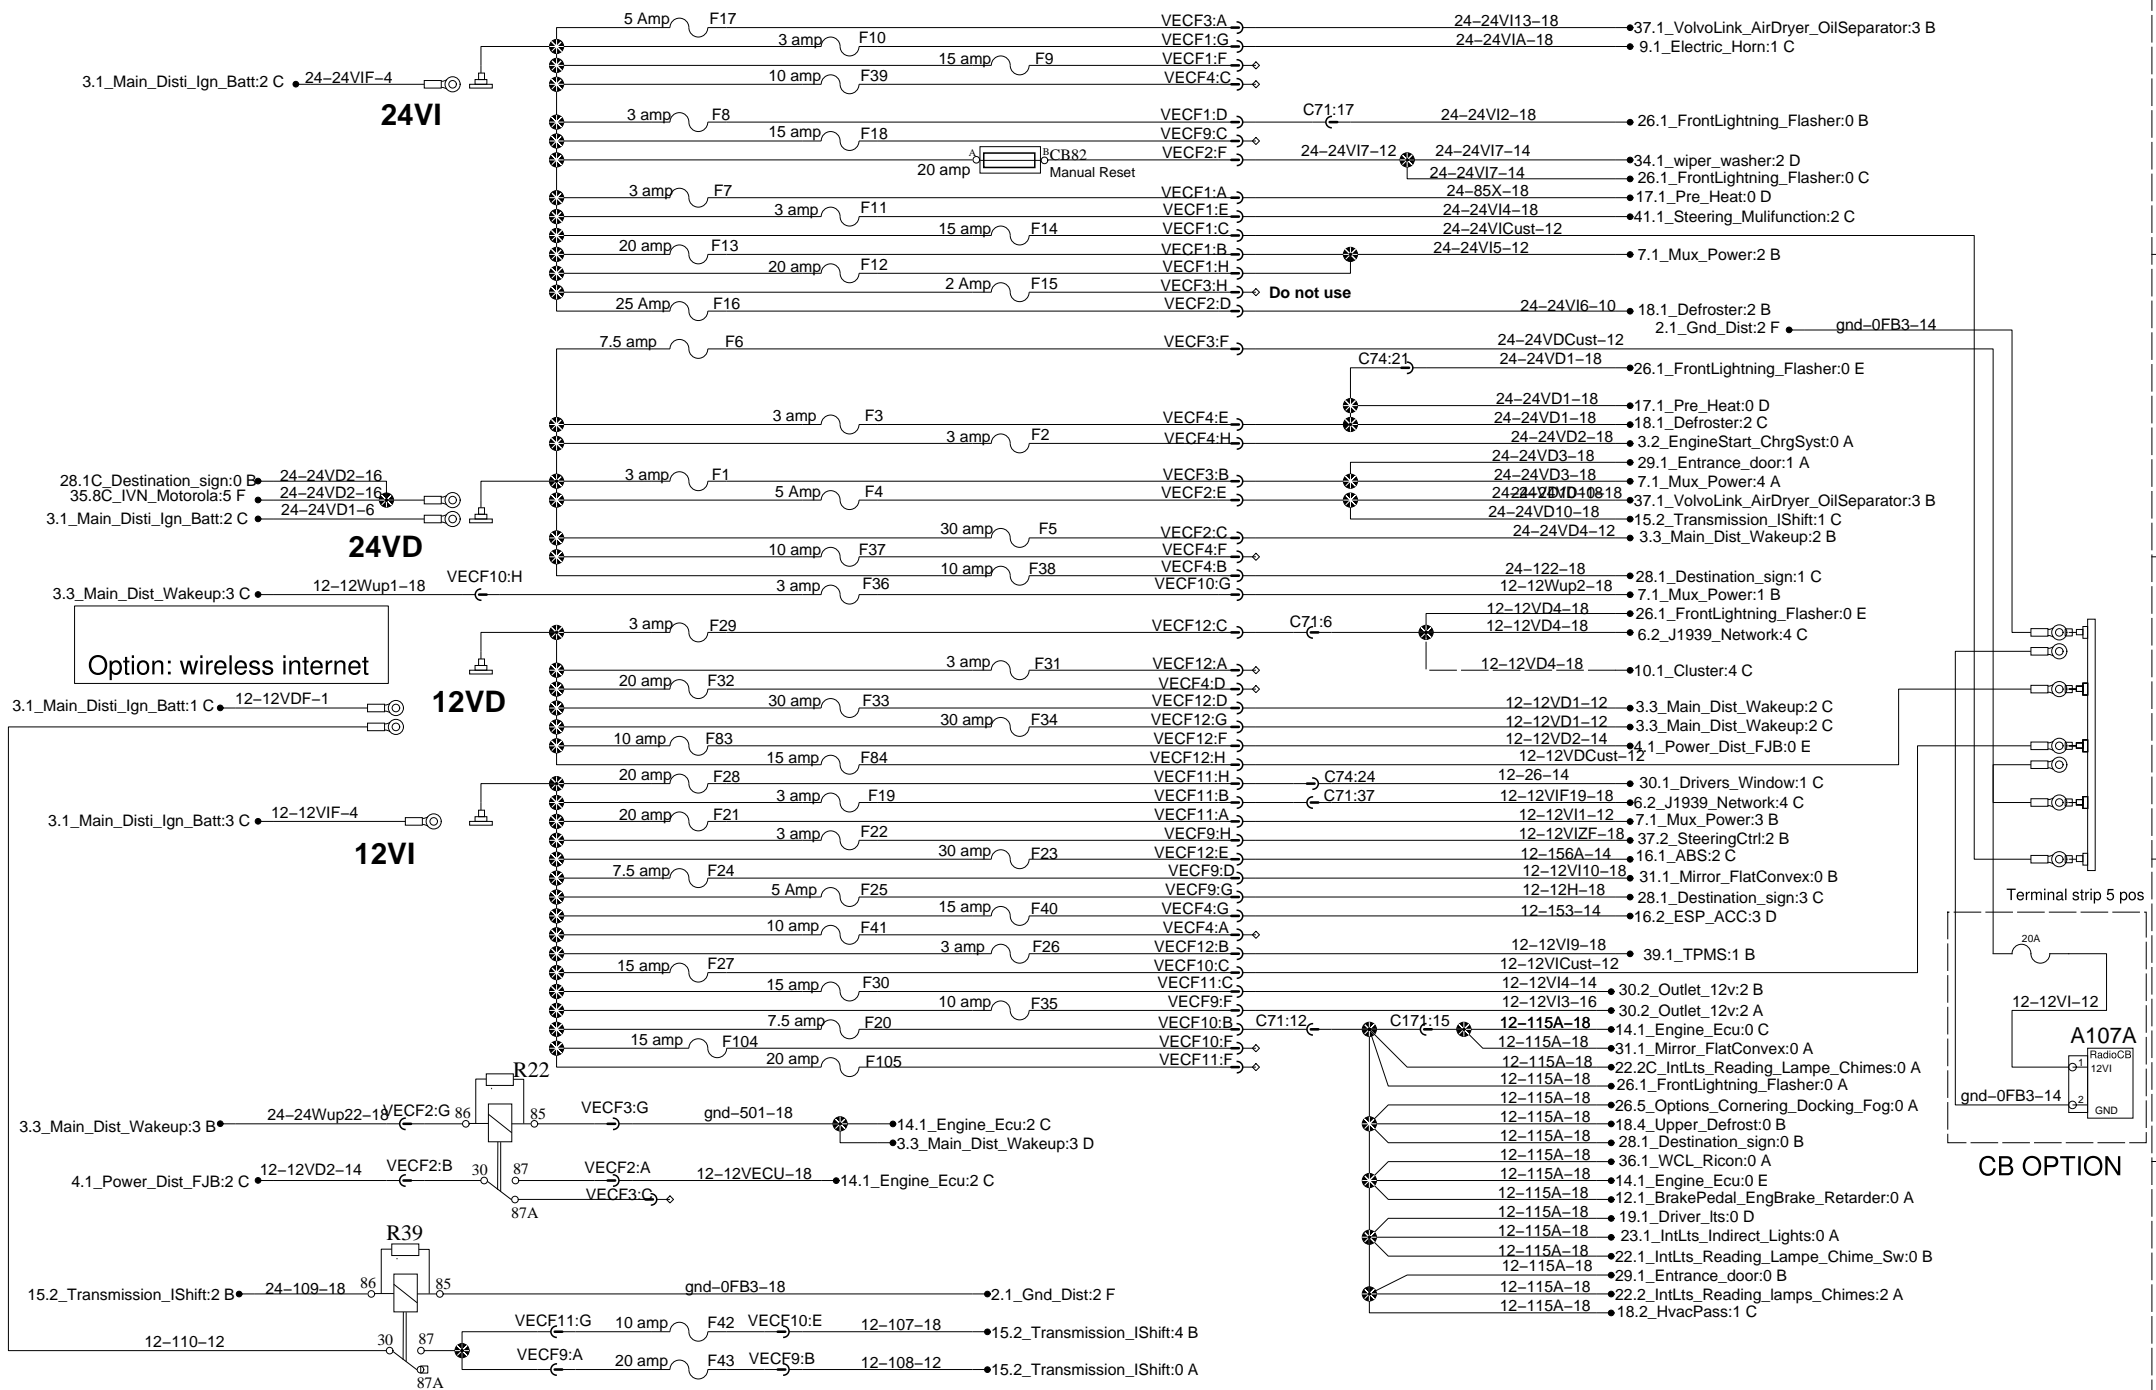 5 Amp F17 VECF3:A 24–24VI13–18 37.1_VolvoLink_AirDryer_OilSeparator:3 B
3 amp F10 VECF1:G 24–24VIA–18 9.1_Electric_Horn:1 C
15 amp F9 VECF1:F
3.1_Main_Disti_Ign_Batt:2 C 24–24VIF–4 10 amp F39 VECF4:C
24VI
3 amp F8 VECF1:D C71:17 24–24VI2–18 26.1_FrontLightning_Flasher:0 B
15 amp F18 VECF9:C
20 amp A B CB82 VECF2:F 24–24VI7–12 24–24VI7–14 34.1_wiper_washer:2 D
Manual Reset 24–24VI7–14 26.1_FrontLightning_Flasher:0 C
3 amp F7 VECF1:A 24–85X–18 17.1_Pre_Heat:0 D
3 amp F11 VECF1:E 24–24VI4–18 41.1_Steering_Mulifunction:2 C
15 amp F14 VECF1:C 24–24VICust–12
20 amp F13 VECF1:B 24–24VI5–12 7.1_Mux_Power:2 B
20 amp F12 VECF1:H
2 Amp F15 VECF3:H Do not use
25 Amp F16 VECF2:D 24–24VI6–10 18.1_Defroster:2 B
2.1_Gnd_Dist:2 F gnd–0FB3–14
7.5 amp F6 VECF3:F 24–24VDCust–12
C74:21 24–24VD1–18 26.1_FrontLightning_Flasher:0 E
24–24VD1–18 17.1_Pre_Heat:0 D
3 amp F3 VECF4:E 24–24VD1–18 18.1_Defroster:2 C
3 amp F2 VECF4:H 24–24VD2–18 3.2_EngineStart_ChrgSyst:0 A
24–24VD3–18 29.1_Entrance_door:1 A
28.1C_Destination_sign:0 B 24–24VD2–16 3 amp F1 VECF3:B 24–24VD3–18 7.1_Mux_Power:4 A
35.8C_IVN_Motorola:5 F 24–24VD2–16 5 Amp F4 VECF2:E 37.1_VolvoLink_AirDryer_OilSeparator:3 B
3.1_Main_Disti_Ign_Batt:2 C 24–24VD1–6 24–24VD10–18 15.2_Transmission_IShift:1 C
24VD 30 amp F5 VECF2:C 24–24VD4–12 3.3_Main_Dist_Wakeup:2 B
10 amp F37 VECF4:F
10 amp F38 VECF4:B 24–122–18 28.1_Destination_sign:1 C
3.3_Main_Dist_Wakeup:3 C 12–12Wup1–18 VECF10:H 3 amp F36 VECF10:G 12–12Wup2–18 7.1_Mux_Power:1 B
12–12VD4–18 26.1_FrontLightning_Flasher:0 E
3 amp F29 VECF12:C C71:6 12–12VD4–18 6.2_J1939_Network:4 C
Option: wireless internet
3 amp F31 VECF12:A 12–12VD4–18 10.1_Cluster:4 C
20 amp F32 VECF4:D
12VD
3.1_Main_Disti_Ign_Batt:1 C 12–12VDF–1 30 amp F33 VECF12:D 12–12VD1–12 3.3_Main_Dist_Wakeup:2 C
30 amp F34 VECF12:G 12–12VD1–12 3.3_Main_Dist_Wakeup:2 C
10 amp F83 VECF12:F 12–12VD2–14 4.1_Power_Dist_FJB:0 E
15 amp F84 VECF12:H 12–12VDCust–12
20 amp F28 VECF11:H C74:24 12–26–14 30.1_Drivers_Window:1 C
3 amp F19 VECF11:B C71:37 12–12VIF19–18 6.2_J1939_Network:4 C
3.1_Main_Disti_Ign_Batt:3 C 12–12VIF–4 20 amp F21 VECF11:A 12–12VI1–12 7.1_Mux_Power:3 B
12VI 3 amp F22 VECF9:H 12–12VIZF–18 37.2_SteeringCtrl:2 B
30 amp F23 VECF12:E 12–156A–14 16.1_ABS:2 C
7.5 amp F24 VECF9:D 12–12VI10–18 31.1_Mirror_FlatConvex:0 B
5 Amp F25 VECF9:G 12–12H–18 28.1_Destination_sign:3 C
Terminal strip 5 pos
15 amp F40 VECF4:G 12–153–14 16.2_ESP_ACC:3 D
10 amp F41 VECF4:A
3 amp F26 VECF12:B 12–12VI9–18 39.1_TPMS:1 B
20A
15 amp F27 VECF10:C 12–12VICust–12
15 amp F30 VECF11:C 12–12VI4–14 30.2_Outlet_12v:2 B
10 amp F35 VECF9:F 12–12VI3–16 30.2_Outlet_12v:2 A
12–12VI–12
7.5 amp F20 VECF10:B C71:12 C171:15 12–115A–18 14.1_Engine_Ecu:0 C
A107A
15 amp F104 VECF10:F 12–115A–18 31.1_Mirror_FlatConvex:0 A
RadioCB
1 12VI
20 amp F105 VECF11:F 12–115A–18 22.2C_IntLts_Reading_Lampe_Chimes:0 A
R22
12–115A–18 26.1_FrontLightning_Flasher:0 A
gnd–0FB3–14 2 GND
12–115A–18 26.5_Options_Cornering_Docking_Fog:0 A
3.3_Main_Dist_Wakeup:3 B 24–24Wup22–18 VECF2:G 86 85 VECF3:G gnd–501–18 14.1_Engine_Ecu:2 C
12–115A–18 18.4_Upper_Defrost:0 B
3.3_Main_Dist_Wakeup:3 D
12–115A–18 28.1_Destination_sign:0 B
12–115A–18 36.1_WCL_Ricon:0 A
CB OPTION
4.1_Power_Dist_FJB:2 C 12–12VD2–14 VECF2:B 30 87 VECF2:A 12–12VECU–18 14.1_Engine_Ecu:2 C
12–115A–18 14.1_Engine_Ecu:0 E
VECF3:C
87A
12–115A–18 12.1_BrakePedal_EngBrake_Retarder:0 A
12–115A–18 19.1_Driver_lts:0 D
R39
12–115A–18 23.1_IntLts_Indirect_Lights:0 A
12–115A–18 22.1_IntLts_Reading_Lampe_Chime_Sw:0 B
12–115A–18 29.1_Entrance_door:0 B
15.2_Transmission_IShift:2 B 24–109–18 86 85 gnd–0FB3–18 2.1_Gnd_Dist:2 F
12–115A–18 22.2_IntLts_Reading_lamps_Chimes:2 A
12–115A–18 18.2_HvacPass:1 C
VECF11:G 10 amp F42 VECF10:E 12–107–18 15.2_Transmission_IShift:4 B
12–110–12 30 87
VECF9:A 20 amp F43 VECF9:B 12–108–12 15.2_Transmission_IShift:0 A
87A